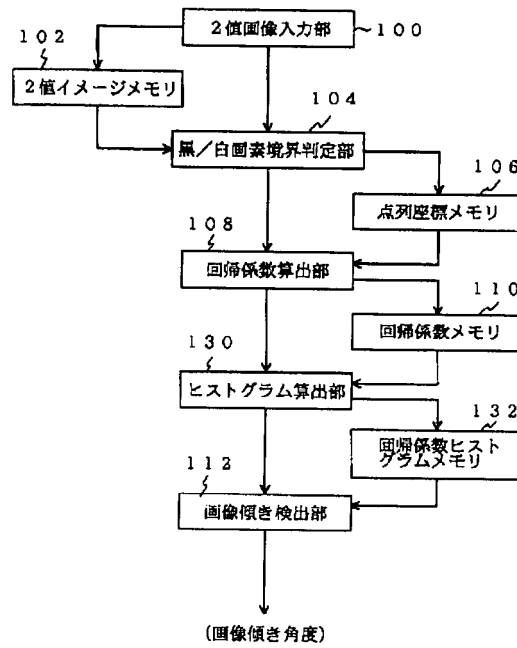 ２値画像入力部
１００
１０２
２値イメージメモリ
１０４
黒／白画素境界判定部
１０６
点列座標メモリ
１０８
回帰係数算出部
１１０
回帰係数メモリ
１３０
ヒストグラム算出部
１３２
回帰係数ヒスト
グラムメモリ
１１２
画像傾き検出部
(画像傾き角度)